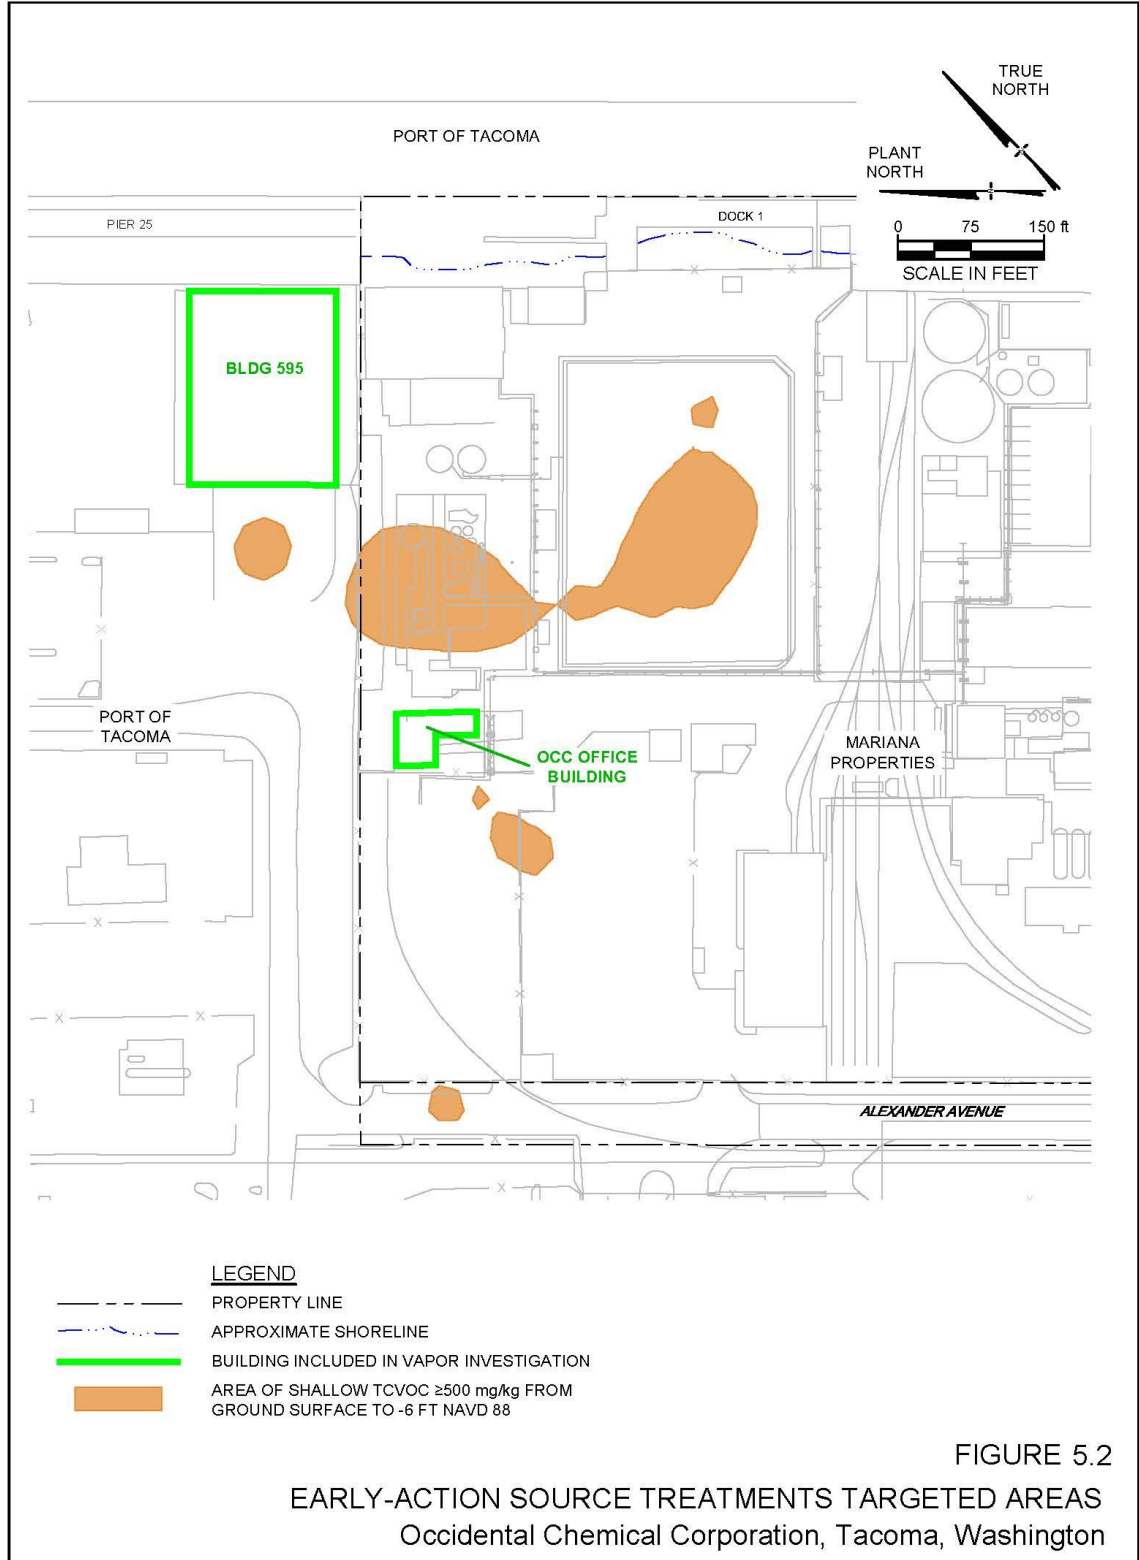 TRUE
NORTH
PORT OF TACOMA
PLANT
NORTH
PIER 25
DOCK 1
0 75 150 ft
SCALE IN FEET
BLDG 595
PORT OF
TACOMA
OCC OFFICE
BUILDING
MARIANA
PROPERTIES
ALEXANDER AVENUE
LEGEND
PROPERTY LINE
APPROXIMATE SHORELINE
BUILDING INCLUDED IN VAPOR INVESTIGATION
AREA OF SHALLOW TCVOC ≥500 mg/kg FROM
GROUND SURFACE TO -6 FT NAVD 88
FIGURE 5.2
EARLY-ACTION SOURCE TREATMENTS TARGETED AREAS
Occidental Chemical Corporation, Tacoma, Washington